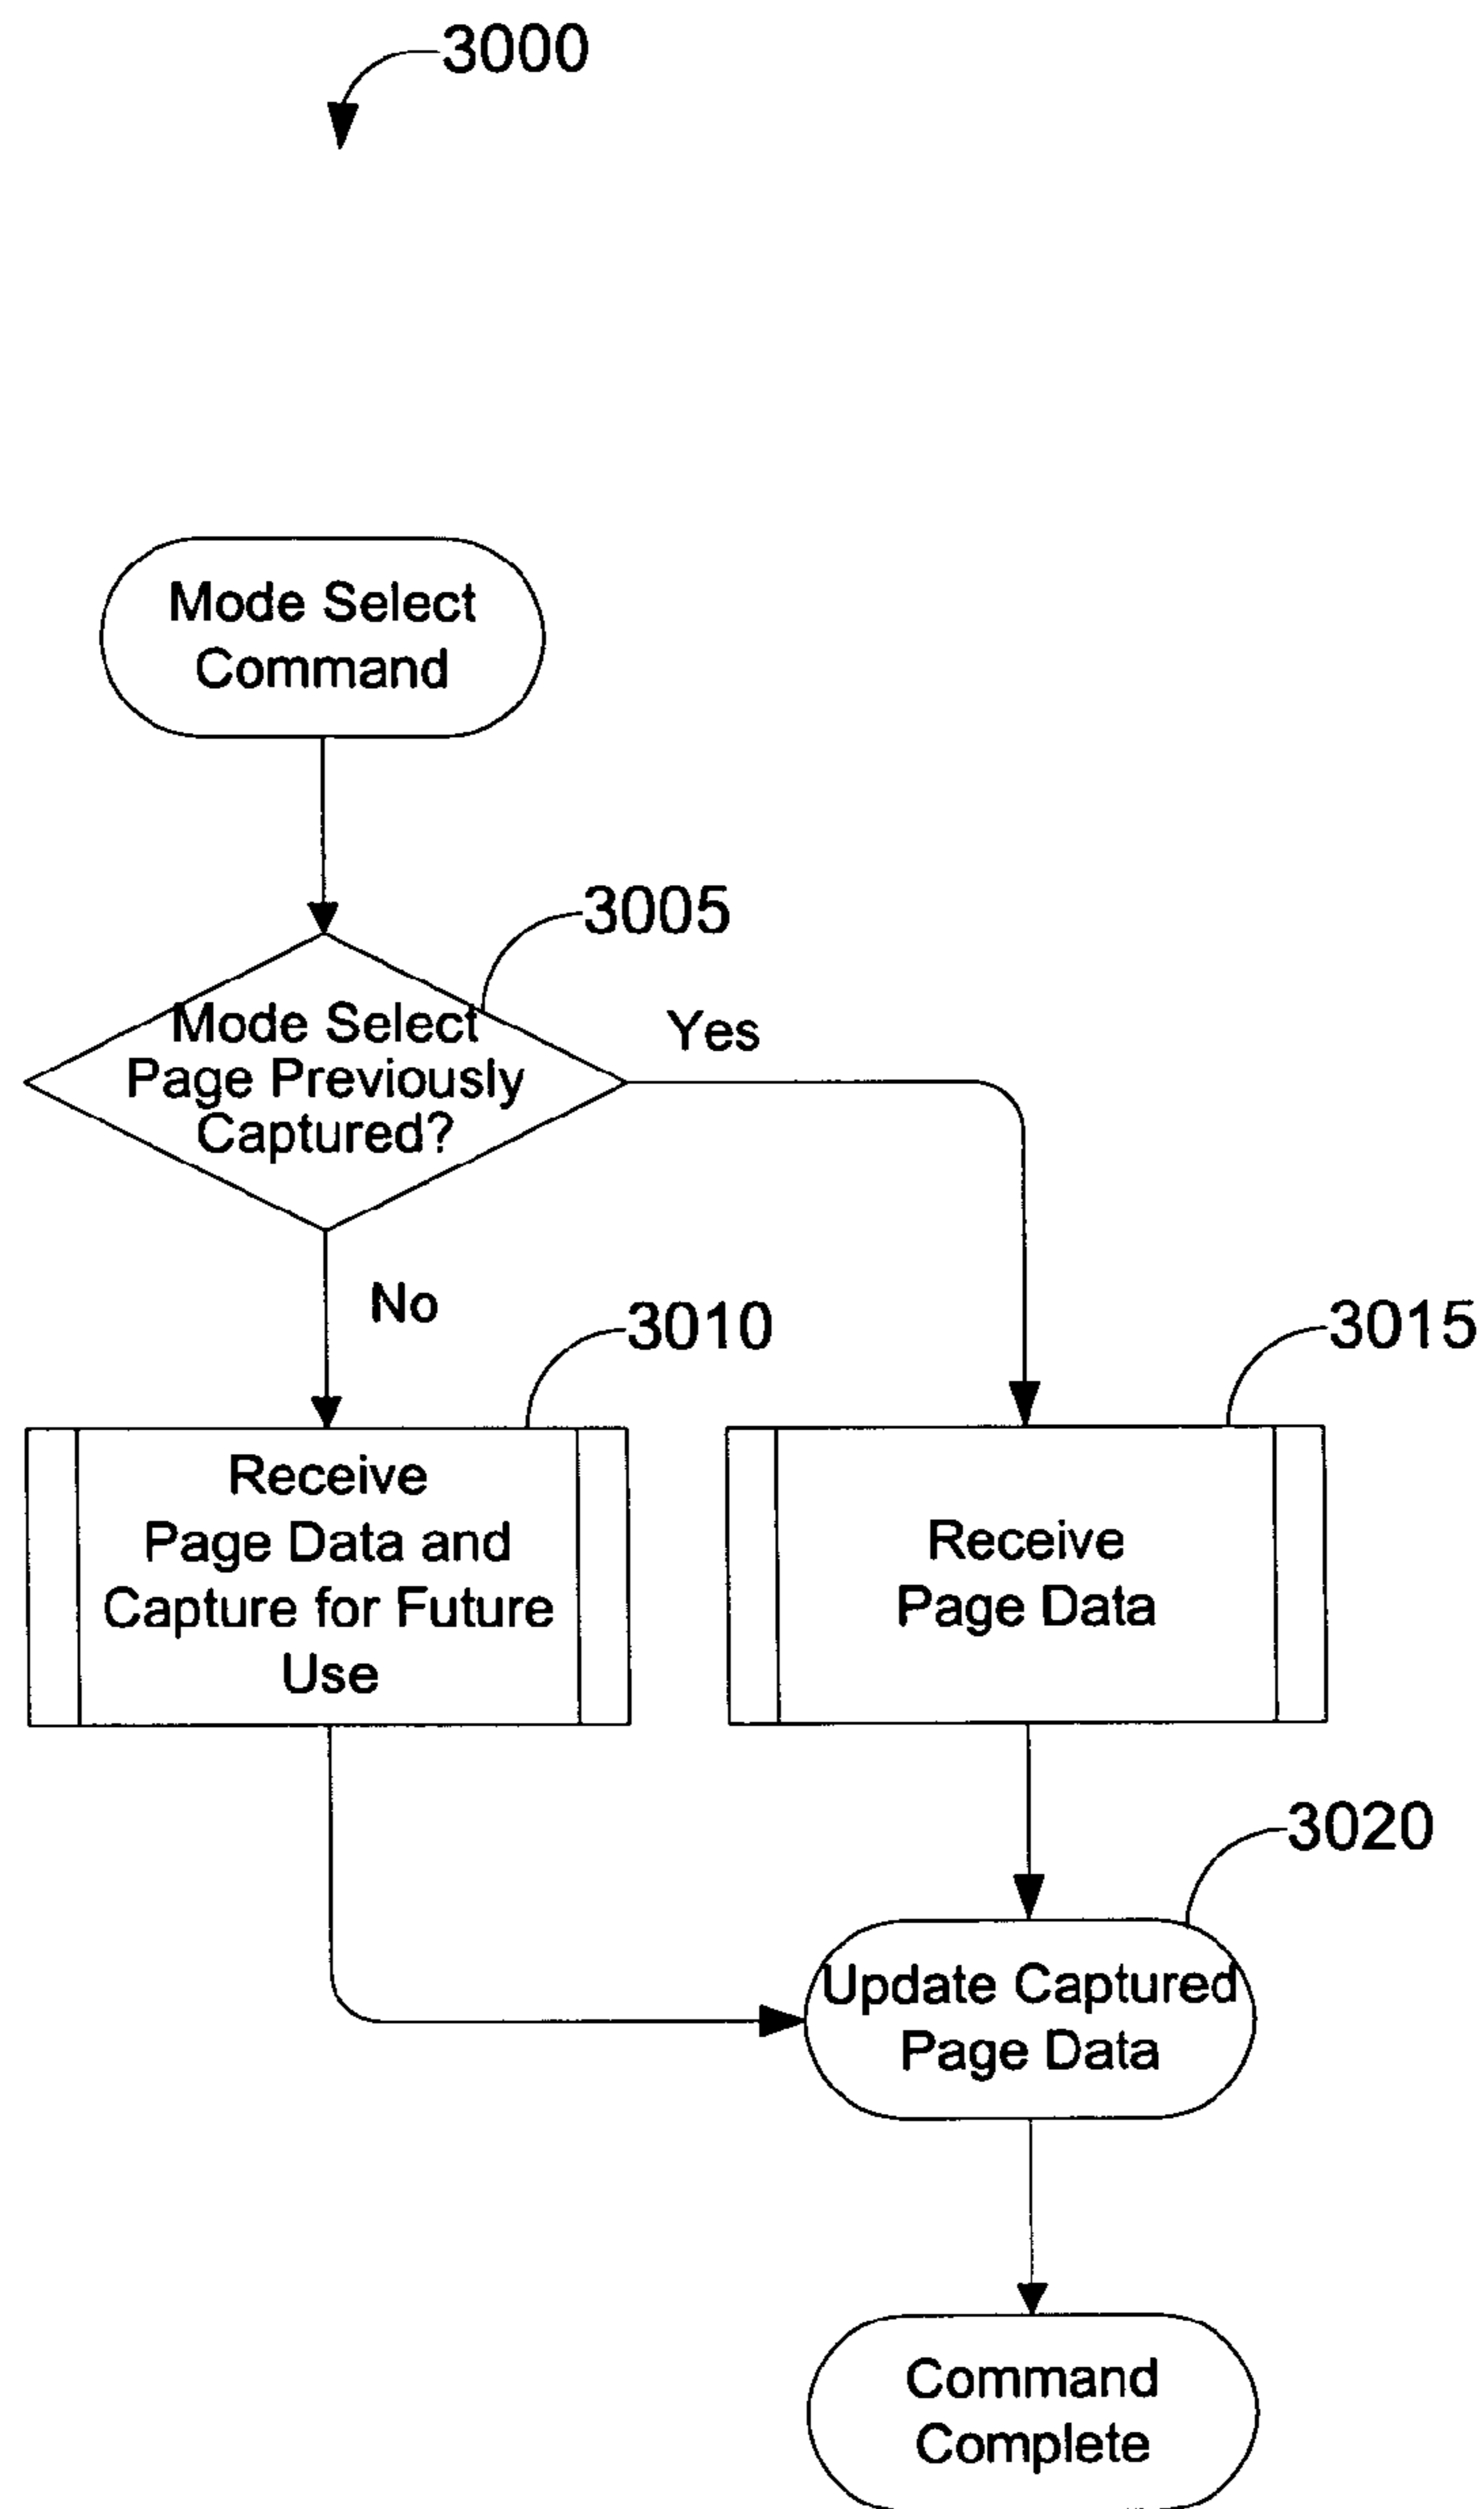 3000
Mode Select
Command
3005
Mode Select
Page Previously
Captured?
Yes
No
3010
3015
Receive
Page Data and
Capture for Future
Use
Receive
Page Data
3020
Update Captured
Page Data
Command
Complete